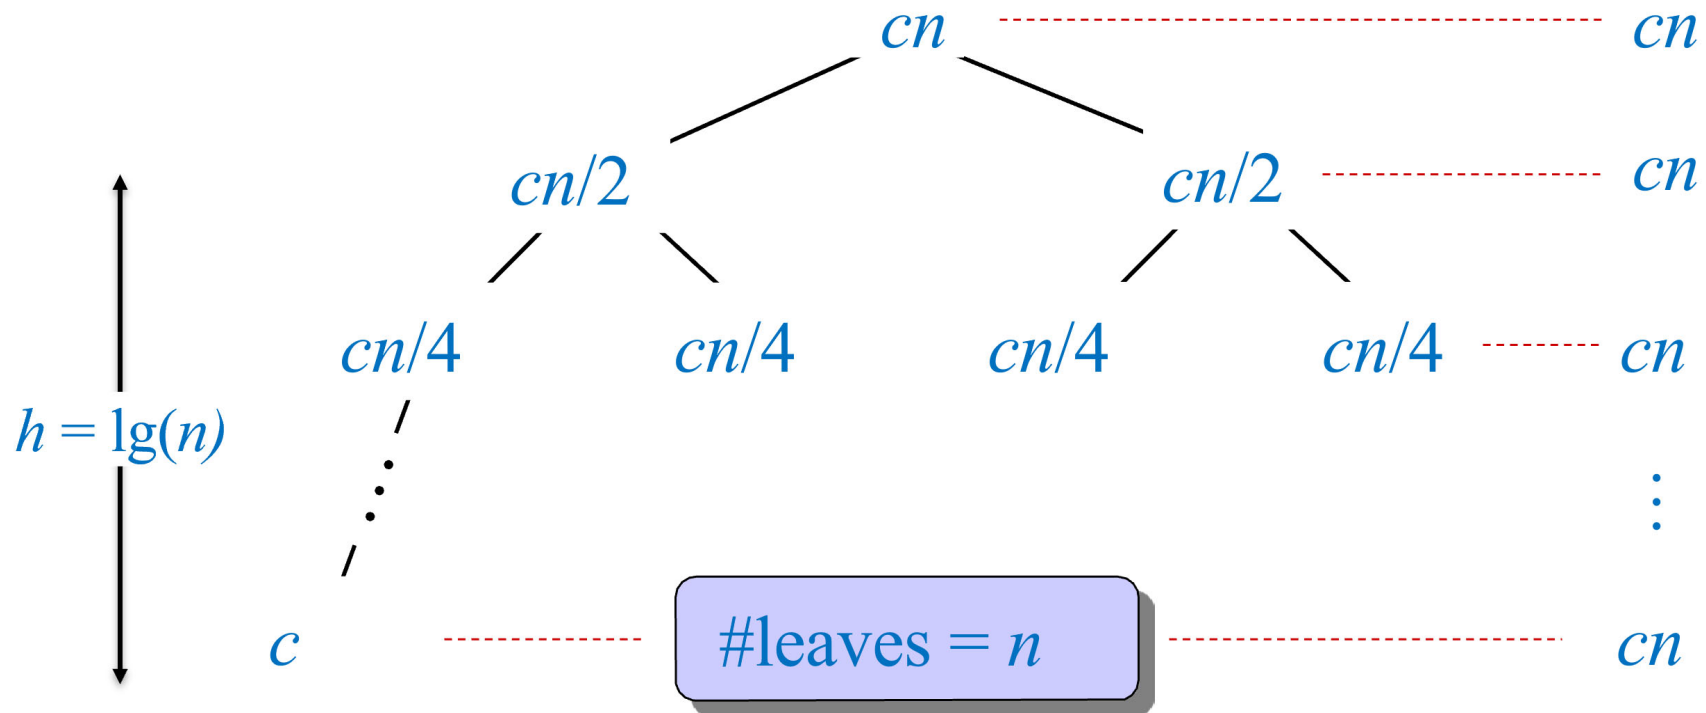 cn cn
cn/2 cn/2 cn
cn/4 cn/4 cn/4 cn/4 cn
h = lg(n)
c #leaves = n cn